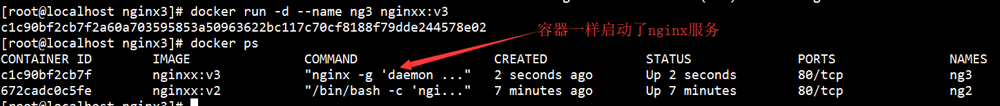 [root@localhost nginx3]# docker run -d --name ng3 nginxx:v3
c1c90bf2cb7f2a60a703595853a50963622bc117c70cf8188f79dde244578e02
容器一样启动了nginx服务
[root@localhost nginx3]# docker ps
CONTAINER ID IMAGE COMMAND CREATED STATUS PORTS NAMES
c1c90bf2cb7f nginxx:v3 "nginx -g 'daemon ..." 2 seconds ago Up 2 seconds 80/tcp ng3
672cadc0c5fe nginxx:v2 "/bin/bash -c 'ngi..." 7 minutes ago Up 7 minutes 80/tcp ng2
[root@localhost nginx3]#